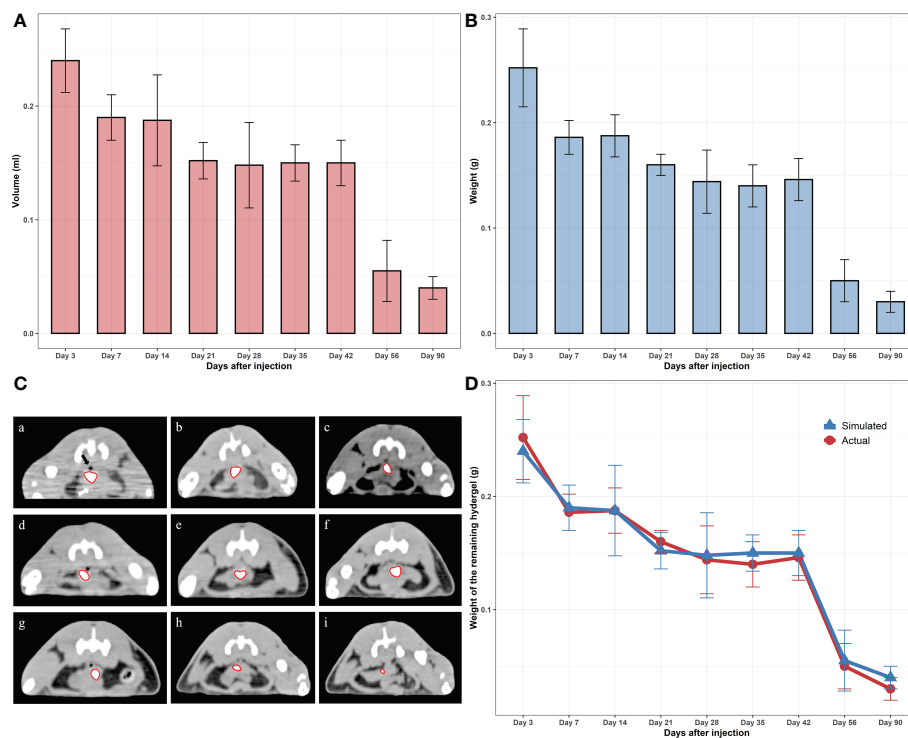 A
Volume (ml)
0.2
0.1
0.0
Day 3 Day 7 Day 14 Day 21 Day 28 Day 35 Day 42 Day 56 Day 90
Days after injection
B
Weight (g)
0.3
0.2
0.1
0.0
Day 3 Day 7 Day 14 Day 21 Day 28 Day 35 Day 42 Day 56 Day 90
Days after injection
C
a b c
d e f
g h i
D
Weight of the remaining hydergel (g)
0.3
0.2
0.1
Simulated
Actual
Day 3 Day 7 Day 14 Day 21 Day 28 Day 35 Day 42 Day 56 Day 90
Days after injection